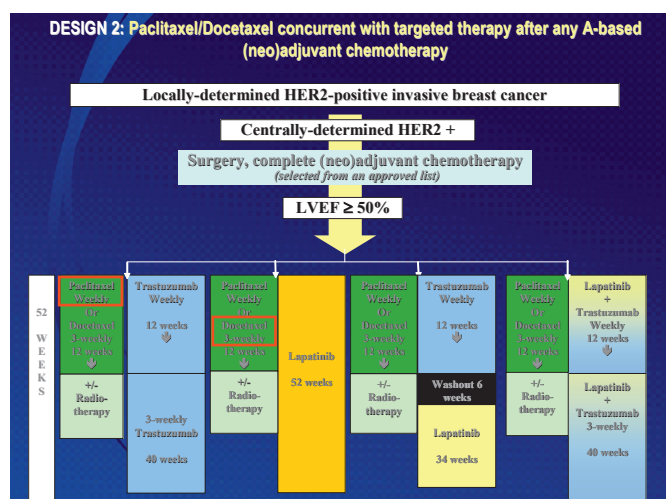 DESIGN 2: Paclitaxel/Docetaxel concurrent with targeted therapy after any A-based
(neo)adjuvant chemotherapy
Locally-determined HER2-positive invasive breast cancer
Centrally-determined HER2 +
Surgery, complete (neo)adjuvant chemotherapy
(selected from an approved list)
LVEF ≥ 50%
52
W
E
E
K
S
Paclitaxel
Weekly
Or
Docetaxel
3-weekly
12 weeks
+/-
Radio-
therapy
Trastuzumab
Weekly
12 weeks
3-weekly
Trastuzumab
40 weeks
Paclitaxel
Weekly
Or
Docetaxel
3-weekly
12 weeks
+/-
Radio-
therapy
Lapatinib
52 weeks
Paclitaxel
Weekly
Or
Docetaxel
3-weekly
12 weeks
+/-
Radio-
therapy
Trastuzumab
Weekly
12 weeks
Washout 6
weeks
Lapatinib
34 weeks
Paclitaxel
Weekly
Or
Docetaxel
3-weekly
12 weeks
+/-
Radio-
therapy
Lapatinib
+
Trastuzumab
Weekly
12 weeks
Lapatinib
+
Trastuzumab
3-weekly
40 weeks